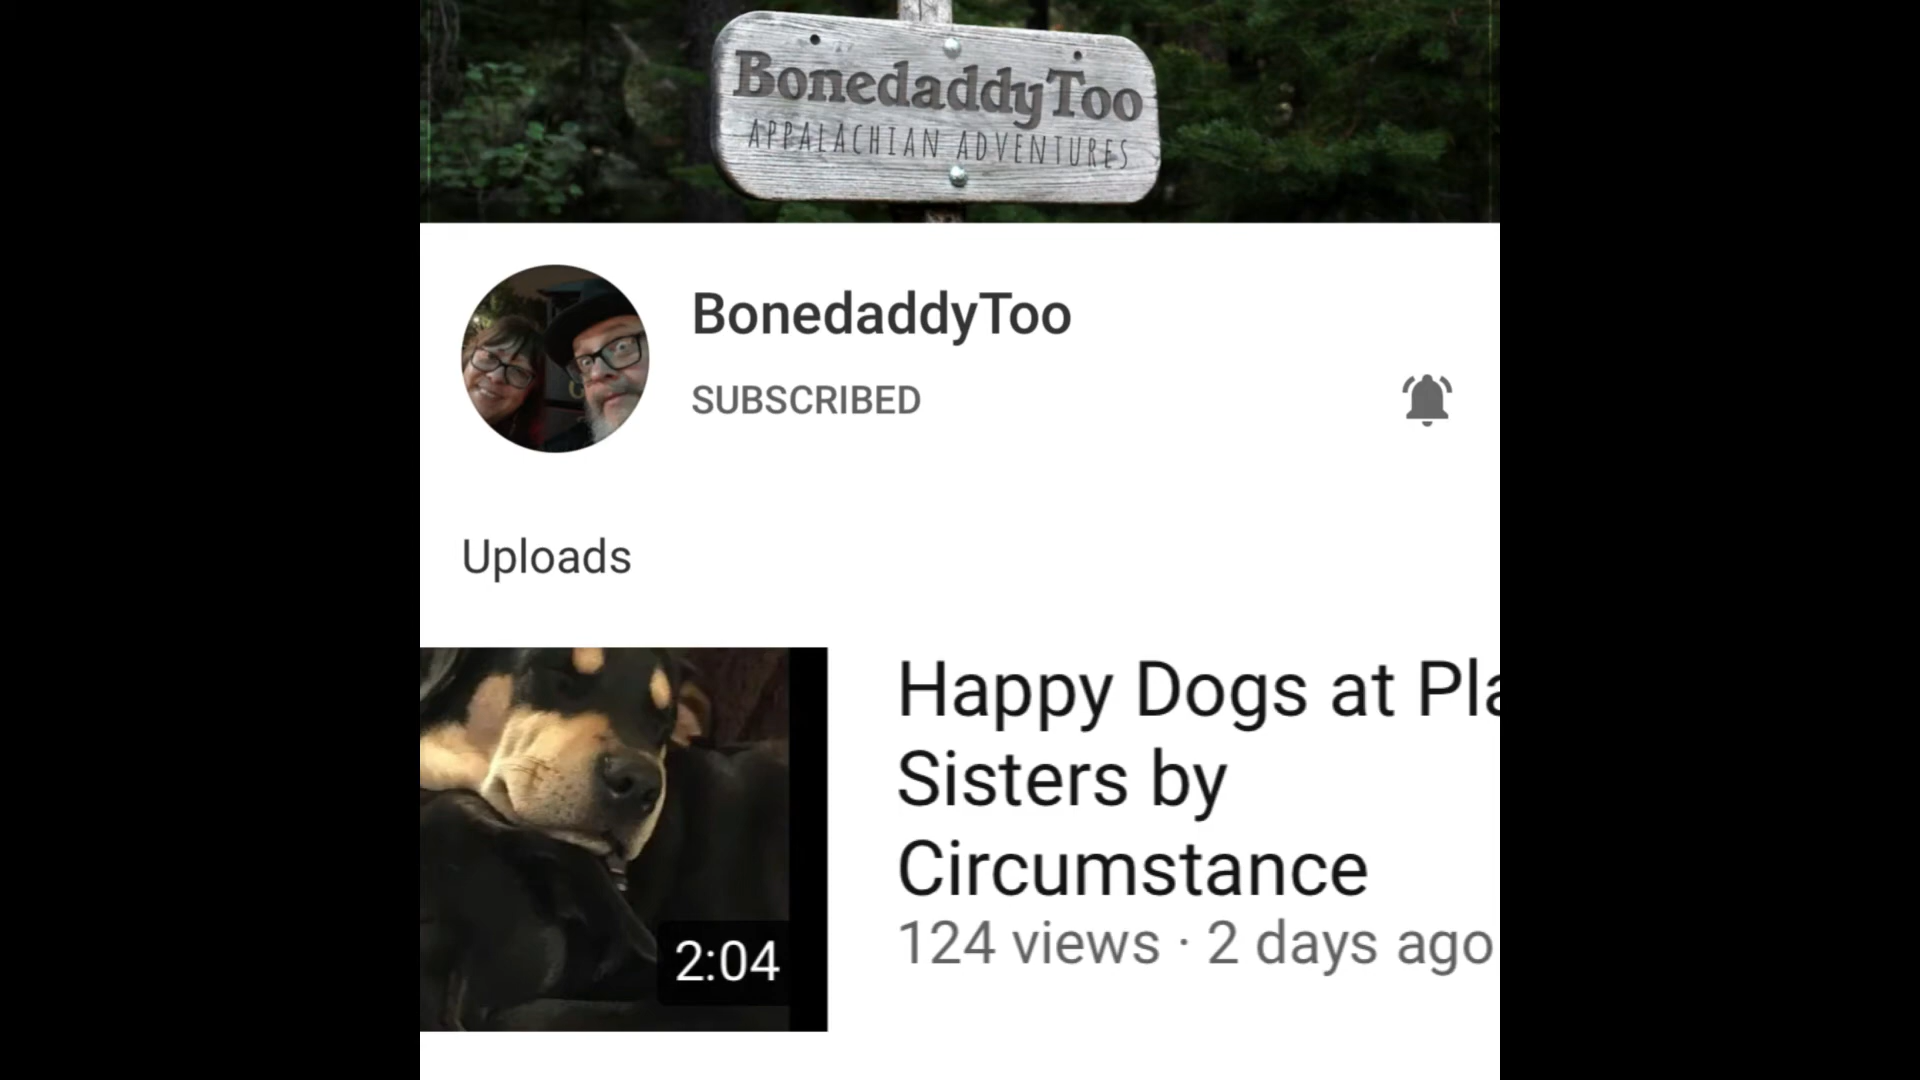 BonedaddyToo
APPALACHIAN ADVENTURES
BonedaddyToo
SUBSCRIBED
Uploads
Happy Dogs at Pla
Sisters by
Circumstance
124 views · 2 days ago
2:04